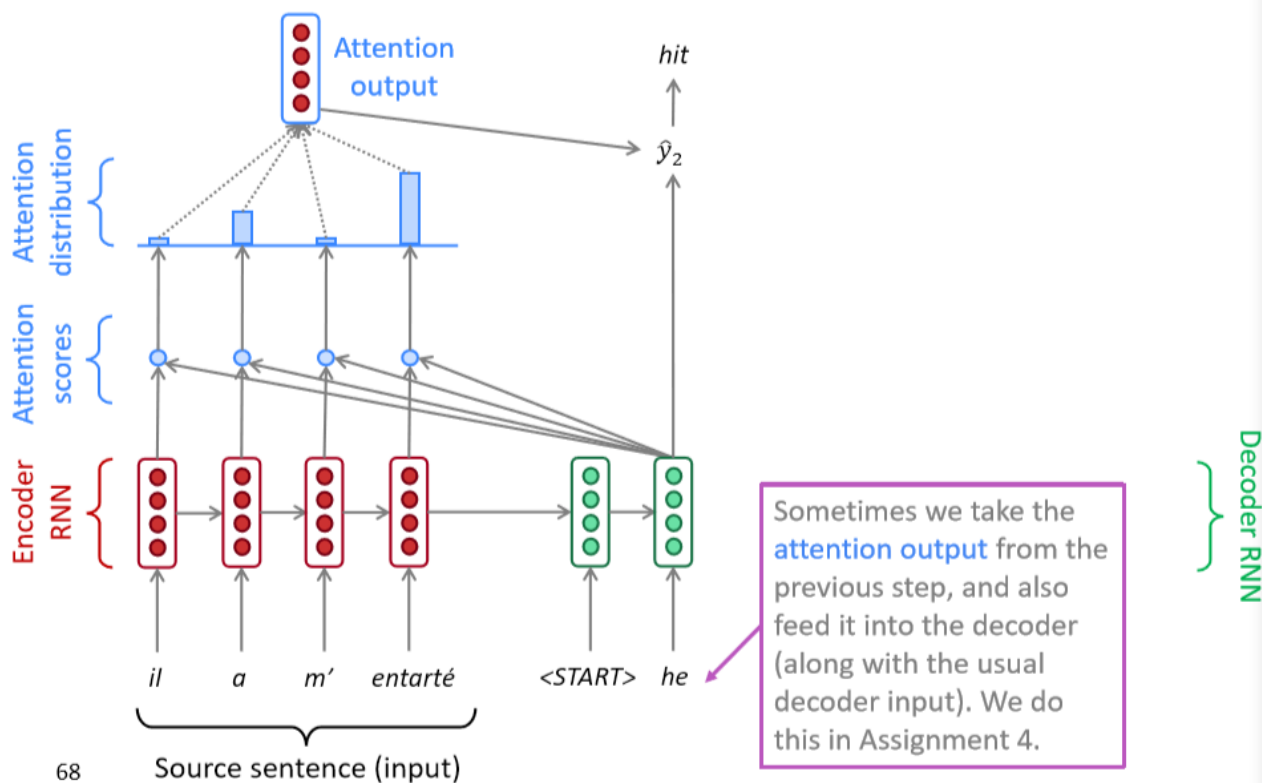 Attention
output
hit
ŷ₂
Attention
distribution
Attention
scores
Encoder
RNN
Decoder RNN
Sometimes we take the
attention output from the
previous step, and also
feed it into the decoder
(along with the usual
decoder input). We do
this in Assignment 4.
il
a
m’
entarté
<START>
he
Source sentence (input)
68